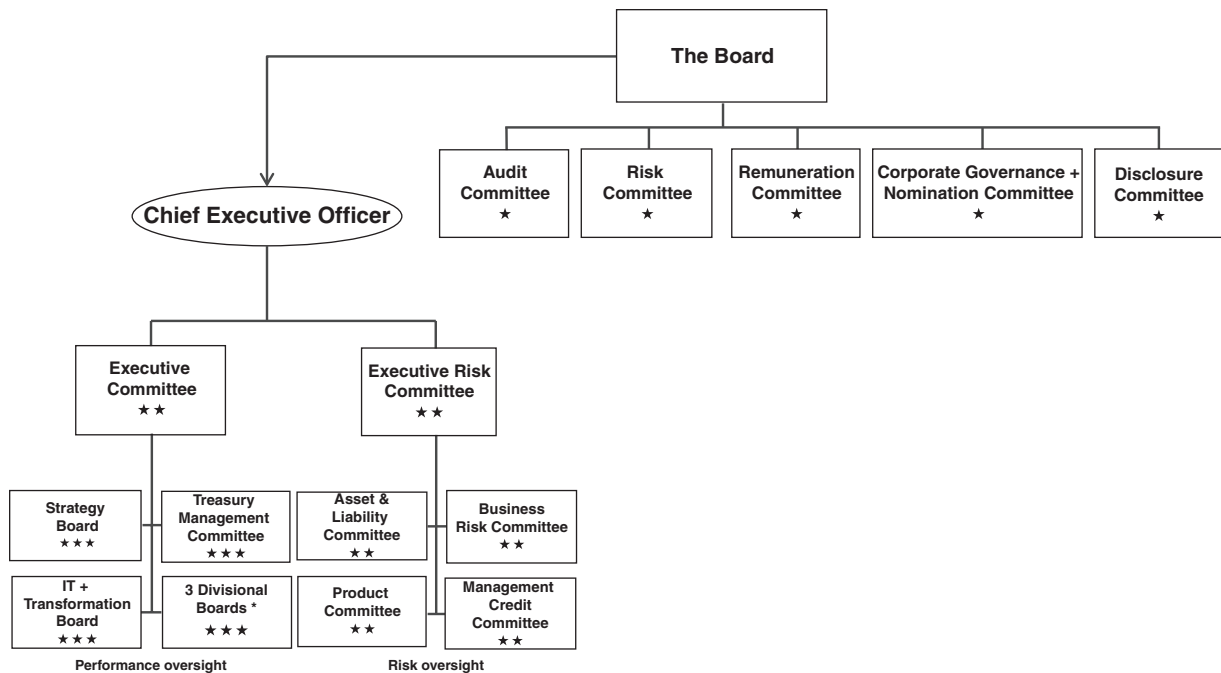 The Board
Audit
Committee
★
Risk
Committee
★
Remuneration
Committee
★
Corporate Governance +
Nomination Committee
★
Disclosure
Committee
★
Chief Executive Officer
Executive
Committee
★★
Executive Risk
Committee
★★
Strategy
Board
★★★
Treasury
Management
Committee
★★★
Asset &
Liability
Committee
★★
Business
Risk Committee
★★
IT +
Transformation
Board
★★★
3 Divisional
Boards *
★★★
Product
Committee
★★
Management
Credit
Committee
★★
Performance oversight
Risk oversight